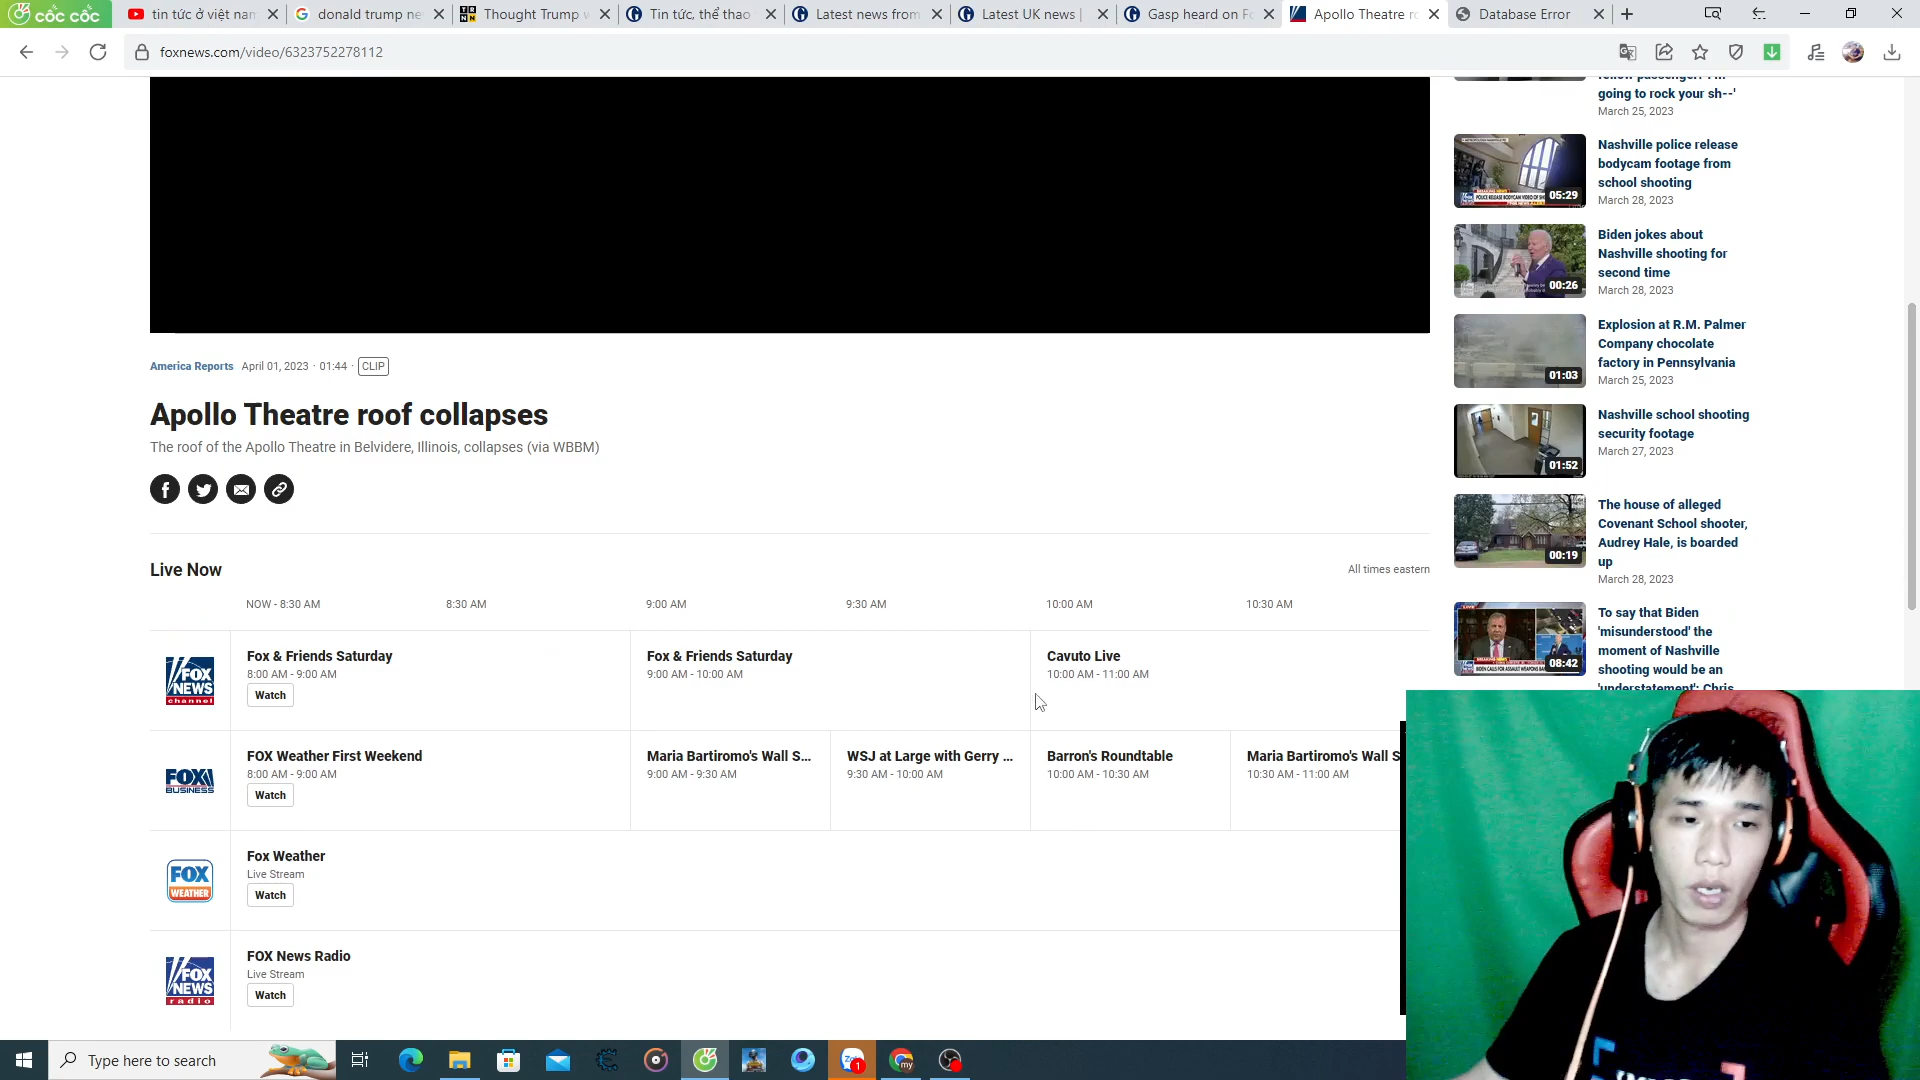 cốc cốc
tin tức ở việt nan
donald trump ne
Thought Trump
Tin tức, thể thao
Latest news from
Latest UK news |
Gasp heard on Fo
Apollo Theatre ro
Database Error
foxnews.com/video/6323752278112
going to rock your sh--'
March 25, 2023
Nashville police release
bodycam footage from
school shooting
March 28, 2023
05:29
Biden jokes about
Nashville shooting for
second time
March 28, 2023
00:26
Explosion at R.M. Palmer
Company chocolate
factory in Pennsylvania
March 25, 2023
01:03
Nashville school shooting
security footage
March 27, 2023
01:52
The house of alleged
Covenant School shooter,
Audrey Hale, is boarded
up
March 28, 2023
00:19
To say that Biden
'misunderstood' the
moment of Nashville
shooting would be an
'understatement': Chris
08:42
America Reports April 01, 2023 · 01:44 · CLIP
Apollo Theatre roof collapses
The roof of the Apollo Theatre in Belvidere, Illinois, collapses (via WBBM)
Live Now
All times eastern
NOW - 8:30 AM 8:30 AM 9:00 AM 9:30 AM 10:00 AM 10:30 AM
FOX NEWS channel
Fox & Friends Saturday
8:00 AM - 9:00 AM
Watch
Fox & Friends Saturday
9:00 AM - 10:00 AM
Cavuto Live
10:00 AM - 11:00 AM
FOX BUSINESS
FOX Weather First Weekend
8:00 AM - 9:00 AM
Watch
Maria Bartiromo's Wall S...
9:00 AM - 9:30 AM
WSJ at Large with Gerry ...
9:30 AM - 10:00 AM
Barron's Roundtable
10:00 AM - 10:30 AM
Maria Bartiromo's Wall S
10:30 AM - 11:00 AM
FOX WEATHER
Fox Weather
Live Stream
Watch
FOX NEWS radio
FOX News Radio
Live Stream
Watch
Type here to search